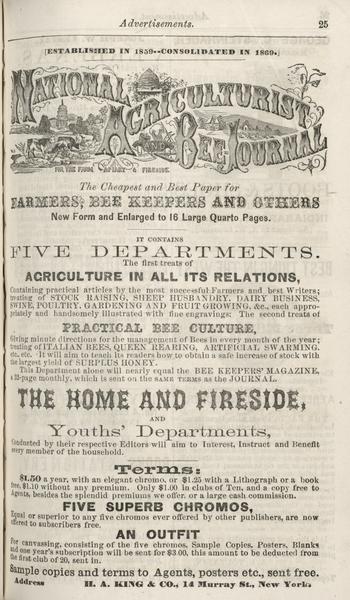 Advertisements. 25
[ESTABLISHED IN 1859--CONSOLIDATED IN 1869.]
NATIONAL AGRICULTURIST
AND BEE JOURNAL
FOR THE FARM APIARY & FIRESIDE.
The Cheapest and Best Paper for
FARMERS, BEE KEEPERS AND OTHERS
New Form and Enlarged to 16 Large Quarto Pages.
IT CONTAINS
FIVE DEPARTMENTS.
The first treats of
AGRICULTURE IN ALL ITS RELATIONS,
Containing practical articles by the most successful Farmers and best Writers;
treating of STOCK RAISING, SHEEP HUSBANDRY, DAIRY BUSINESS,
SWINE, POULTRY, GARDENING AND FRUIT GROWING, &c., each appro-
priately and handsomely illustrated with fine engravings: The second treats of
PRACTICAL BEE CULTURE,
Giving minute directions for the management of Bees in every month of the year;
treating of ITALIAN BEES, QUEEN REARING, ARTIFICIAL SWARMING,
etc. etc. It will aim to teach its readers how to obtain a safe increase of stock with
the largest yield of SURPLUS HONEY.
This Department alone will nearly equal the BEE KEEPERS' MAGAZINE,
a 32-page monthly, which is sent on the SAME TERMS as the JOURNAL.
THE HOME AND FIRESIDE,
AND
Youths' Departments,
Conducted by their respective Editors will aim to Interest, Instruct and Benefit
every member of the household.
Terms:
$1.50 a year, with an elegant chromo, or $1.25 with a Lithograph or a book
free, $1.10 without any premium. Only $1.00 in clubs of Ten, and a copy free to
Agents, besides the splendid premiums we offer, or a large cash commission.
FIVE SUPERB CHROMOS,
Equal or superior to any five chromos ever offered by other publishers, are now
offered to subscribers free.
AN OUTFIT
For canvassing, consisting of the five chromos, Sample Copies, Posters, Blanks
and one year's subscription will be sent for $3.00, this amount to be deducted from
the first club of 20, sent in.
Sample copies and terms to Agents, posters etc., sent free.
Address H. A. KING & CO., 14 Murray St., New York.